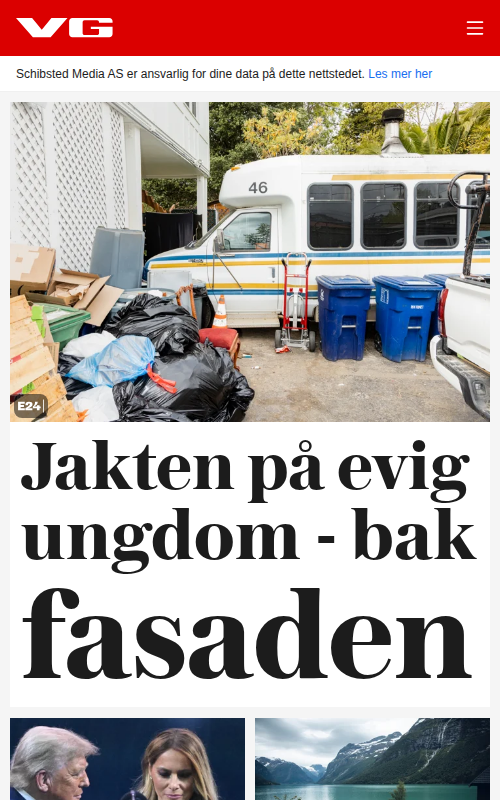 VG
Schibsted Media AS er ansvarlig for dine data på dette nettstedet. Les mer her
46
E24
Jakten på evig
ungdom - bak
fasaden